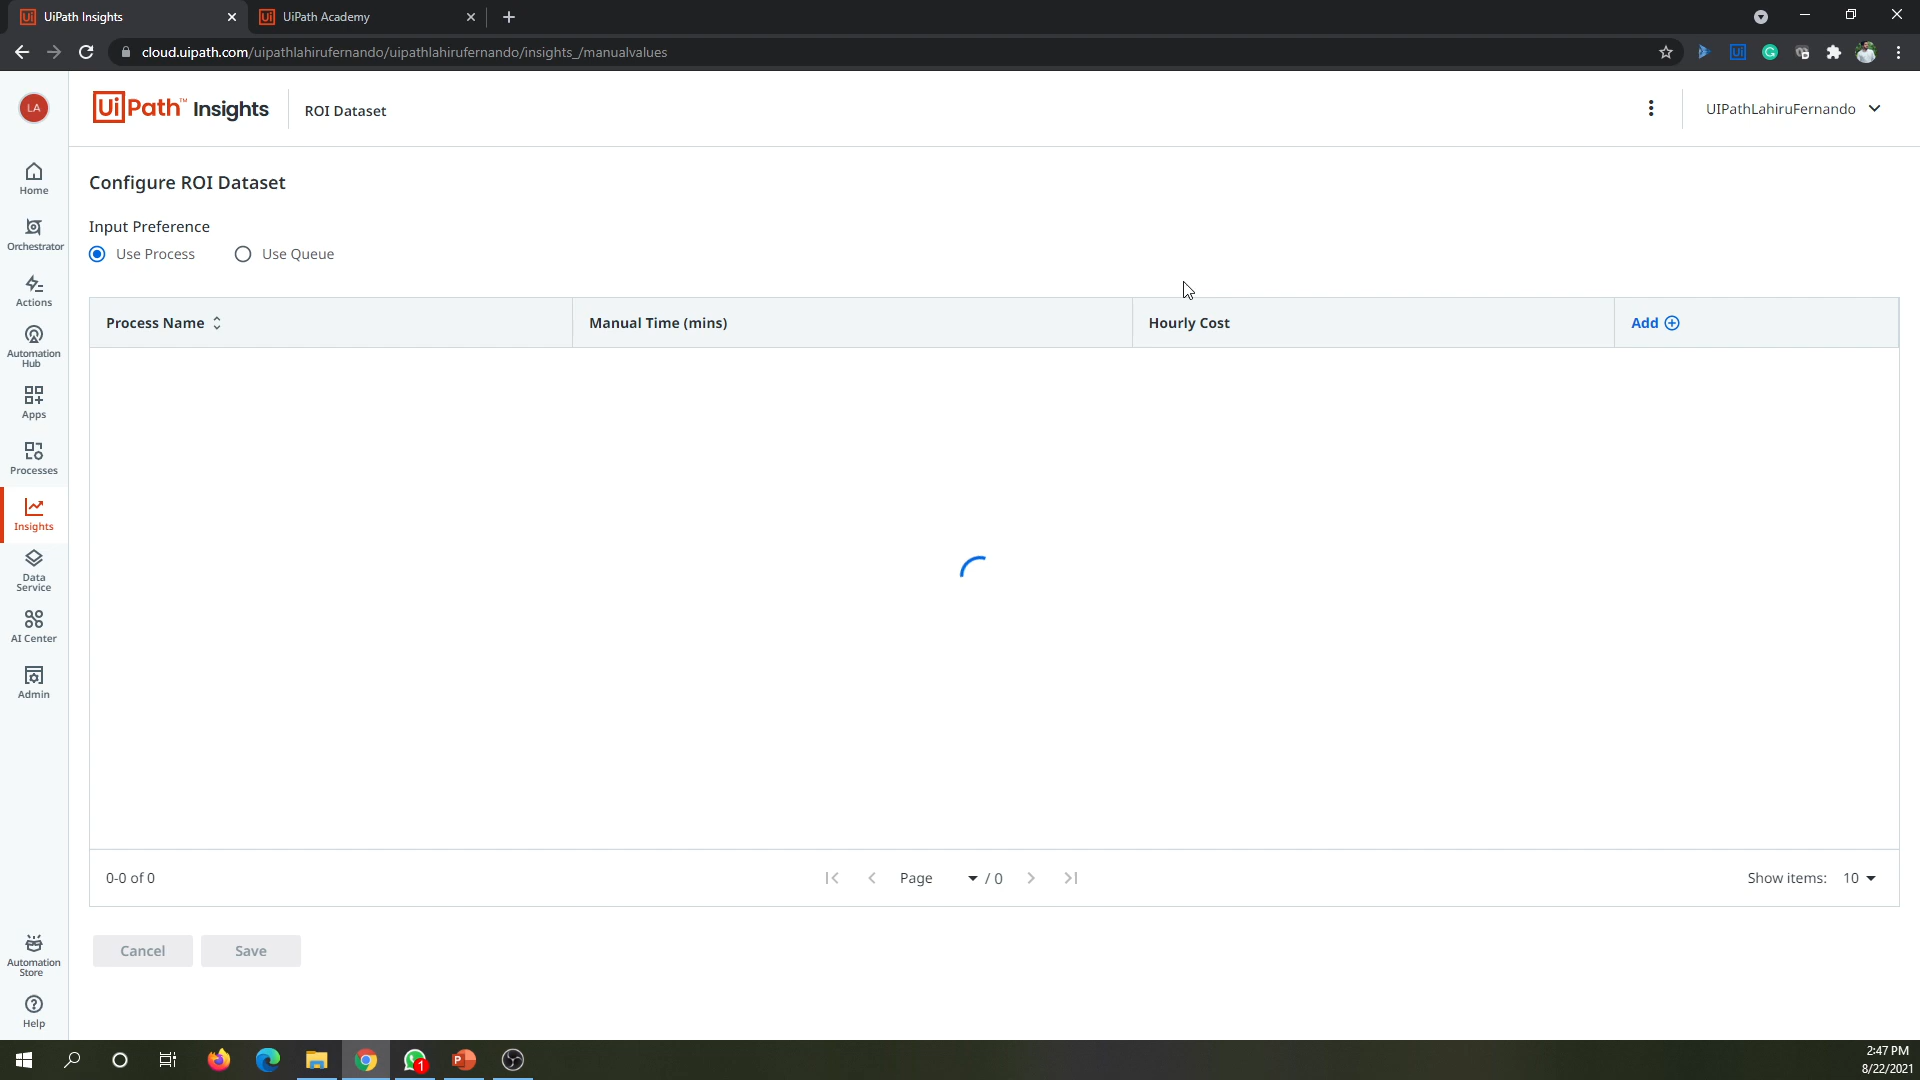 UiPath Insights
UiPath Academy
cloud.uipath.com/uipathlahirufernando/uipathlahirufernando/insights_/manualvalues
LA
UiPath™ Insights
ROI Dataset
UIPathLahiruFernando
Home
Orchestrator
Actions
Automation
Hub
Apps
Processes
Insights
Data
Service
AI Center
Admin
Automation
Store
Help
Configure ROI Dataset
Input Preference
Use Process
Use Queue
Process Name
Manual Time (mins)
Hourly Cost
Add
0-0 of 0
Page / 0
Show items: 10
Cancel
Save
1
2:47 PM
8/22/2021